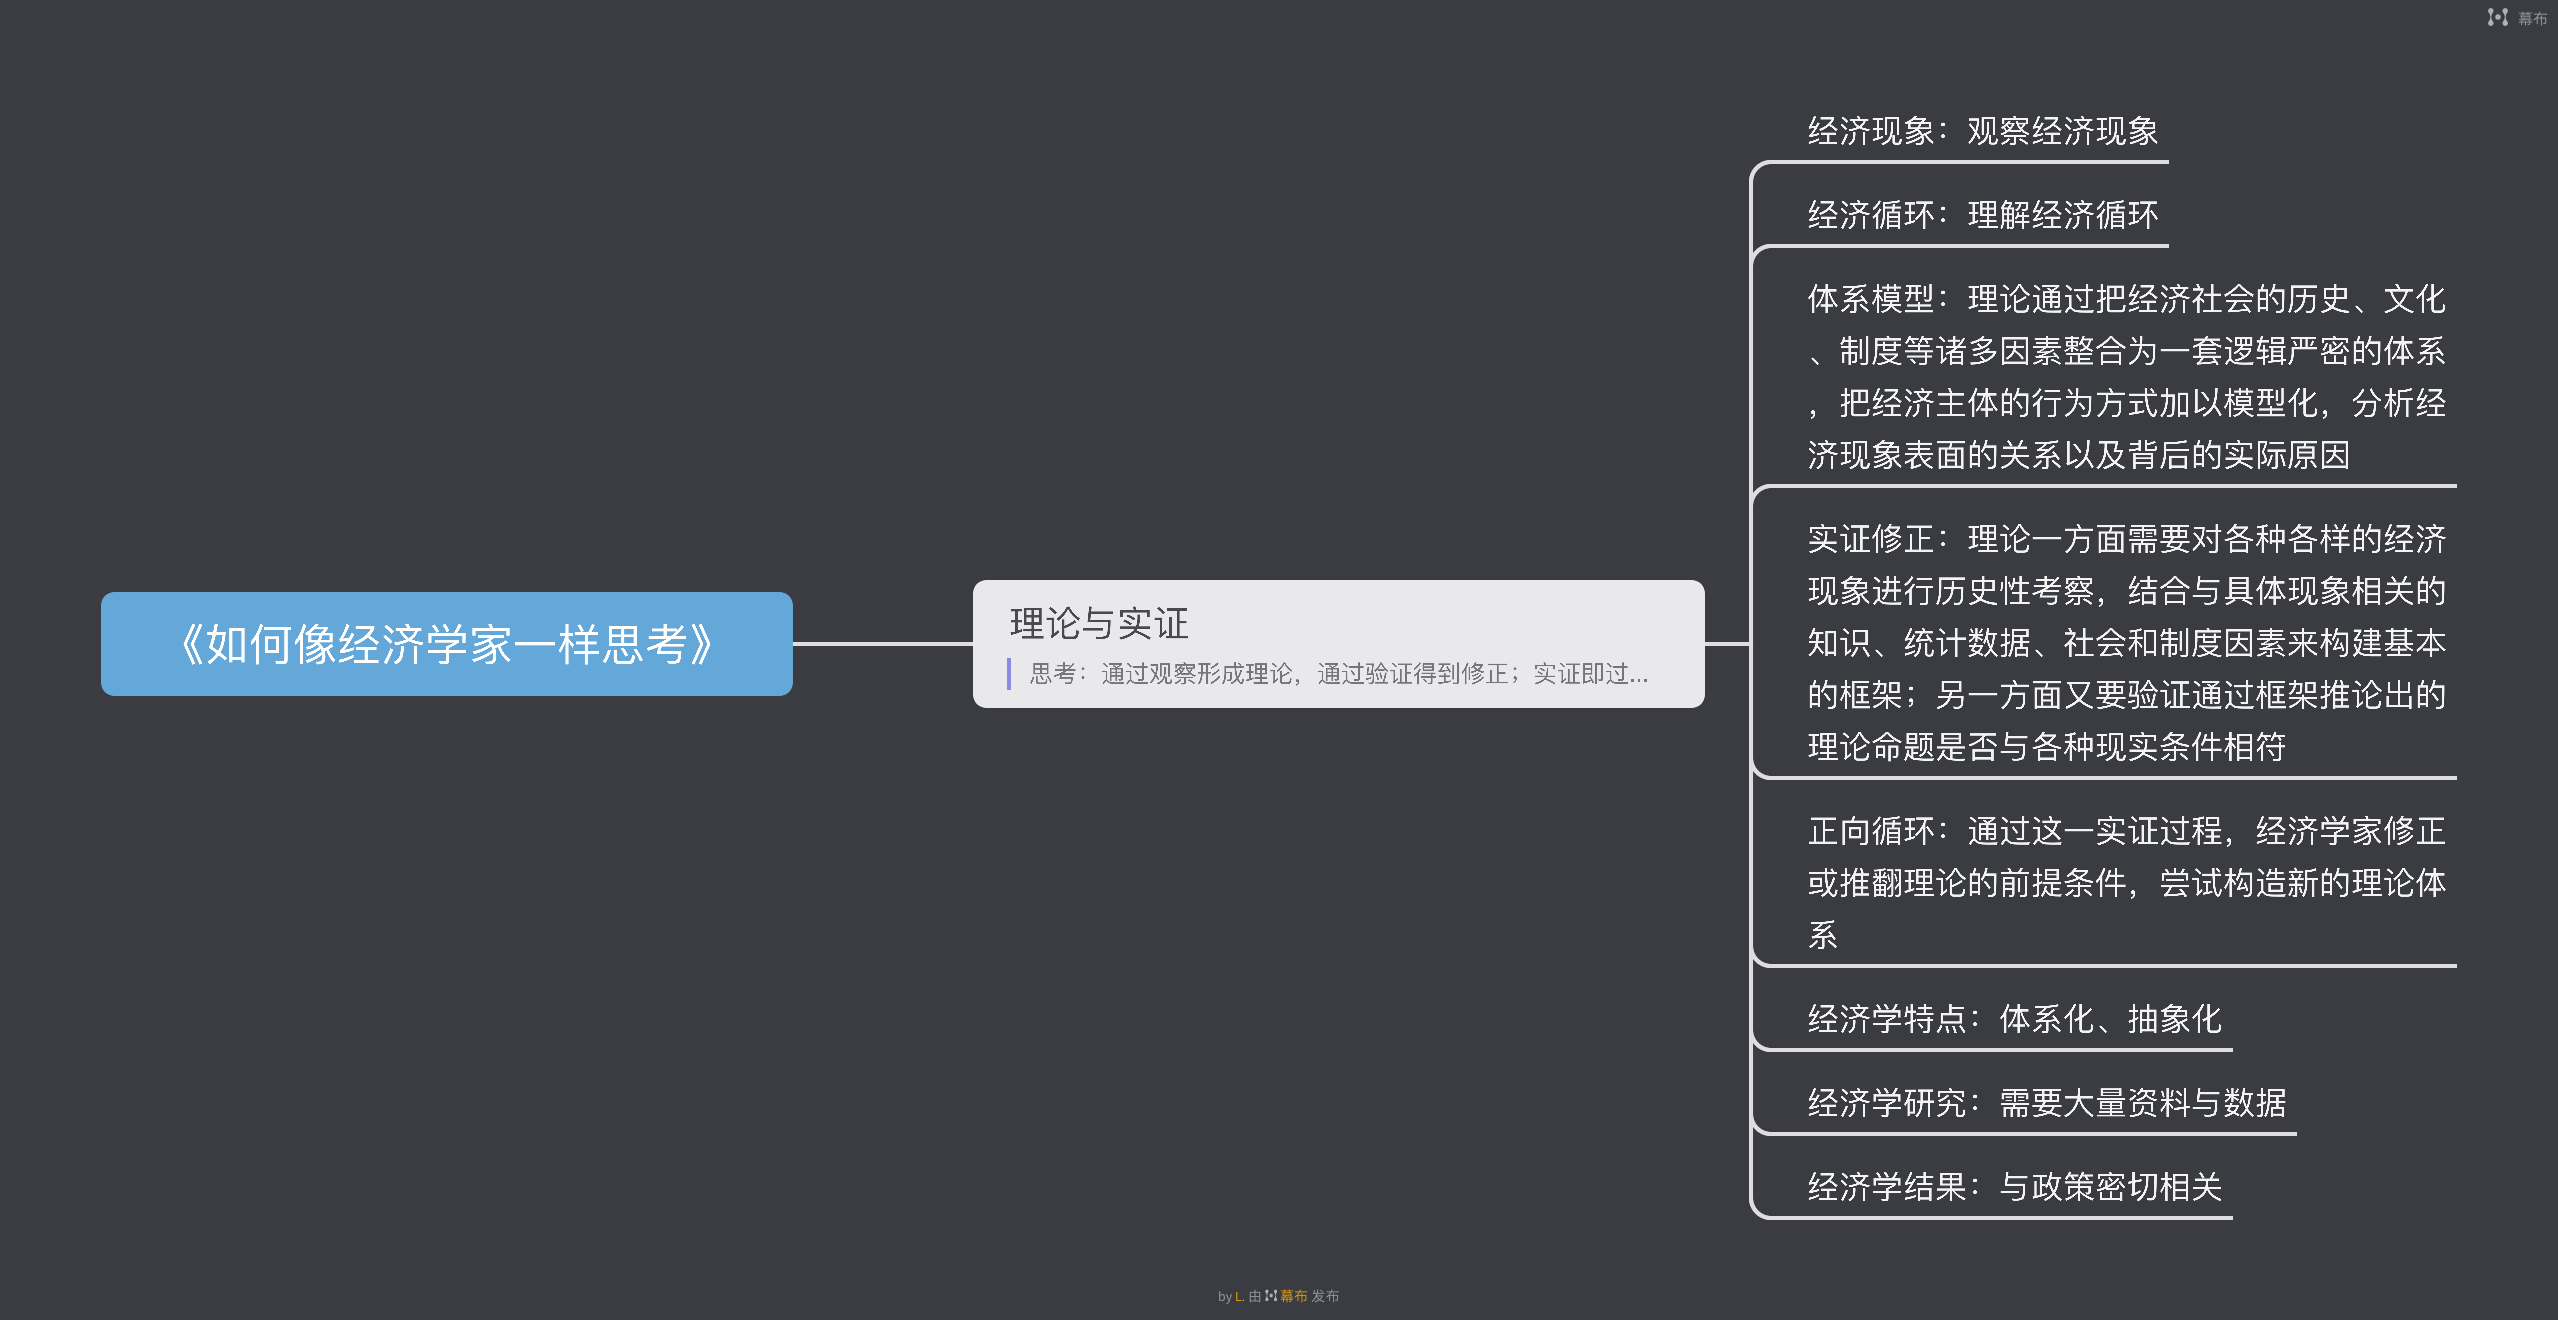 幕布
《如何像经济学家一样思考》
理论与实证
思考：通过观察形成理论，通过验证得到修正；实证即过...
经济现象：观察经济现象
经济循环：理解经济循环
体系模型：理论通过把经济社会的历史、文化
、制度等诸多因素整合为一套逻辑严密的体系
，把经济主体的行为方式加以模型化，分析经
济现象表面的关系以及背后的实际原因
实证修正：理论一方面需要对各种各样的经济
现象进行历史性考察，结合与具体现象相关的
知识、统计数据、社会和制度因素来构建基本
的框架；另一方面又要验证通过框架推论出的
理论命题是否与各种现实条件相符
正向循环：通过这一实证过程，经济学家修正
或推翻理论的前提条件，尝试构造新的理论体
系
经济学特点：体系化、抽象化
经济学研究：需要大量资料与数据
经济学结果：与政策密切相关
by L. 由 幕布 发布